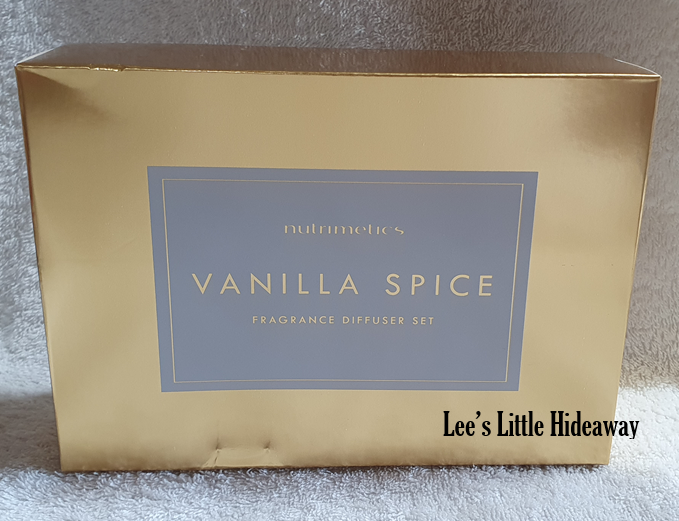 nutrimetics
VANILLA SPICE
FRAGRANCE DIFFUSER SET
Lee's Little Hideaway